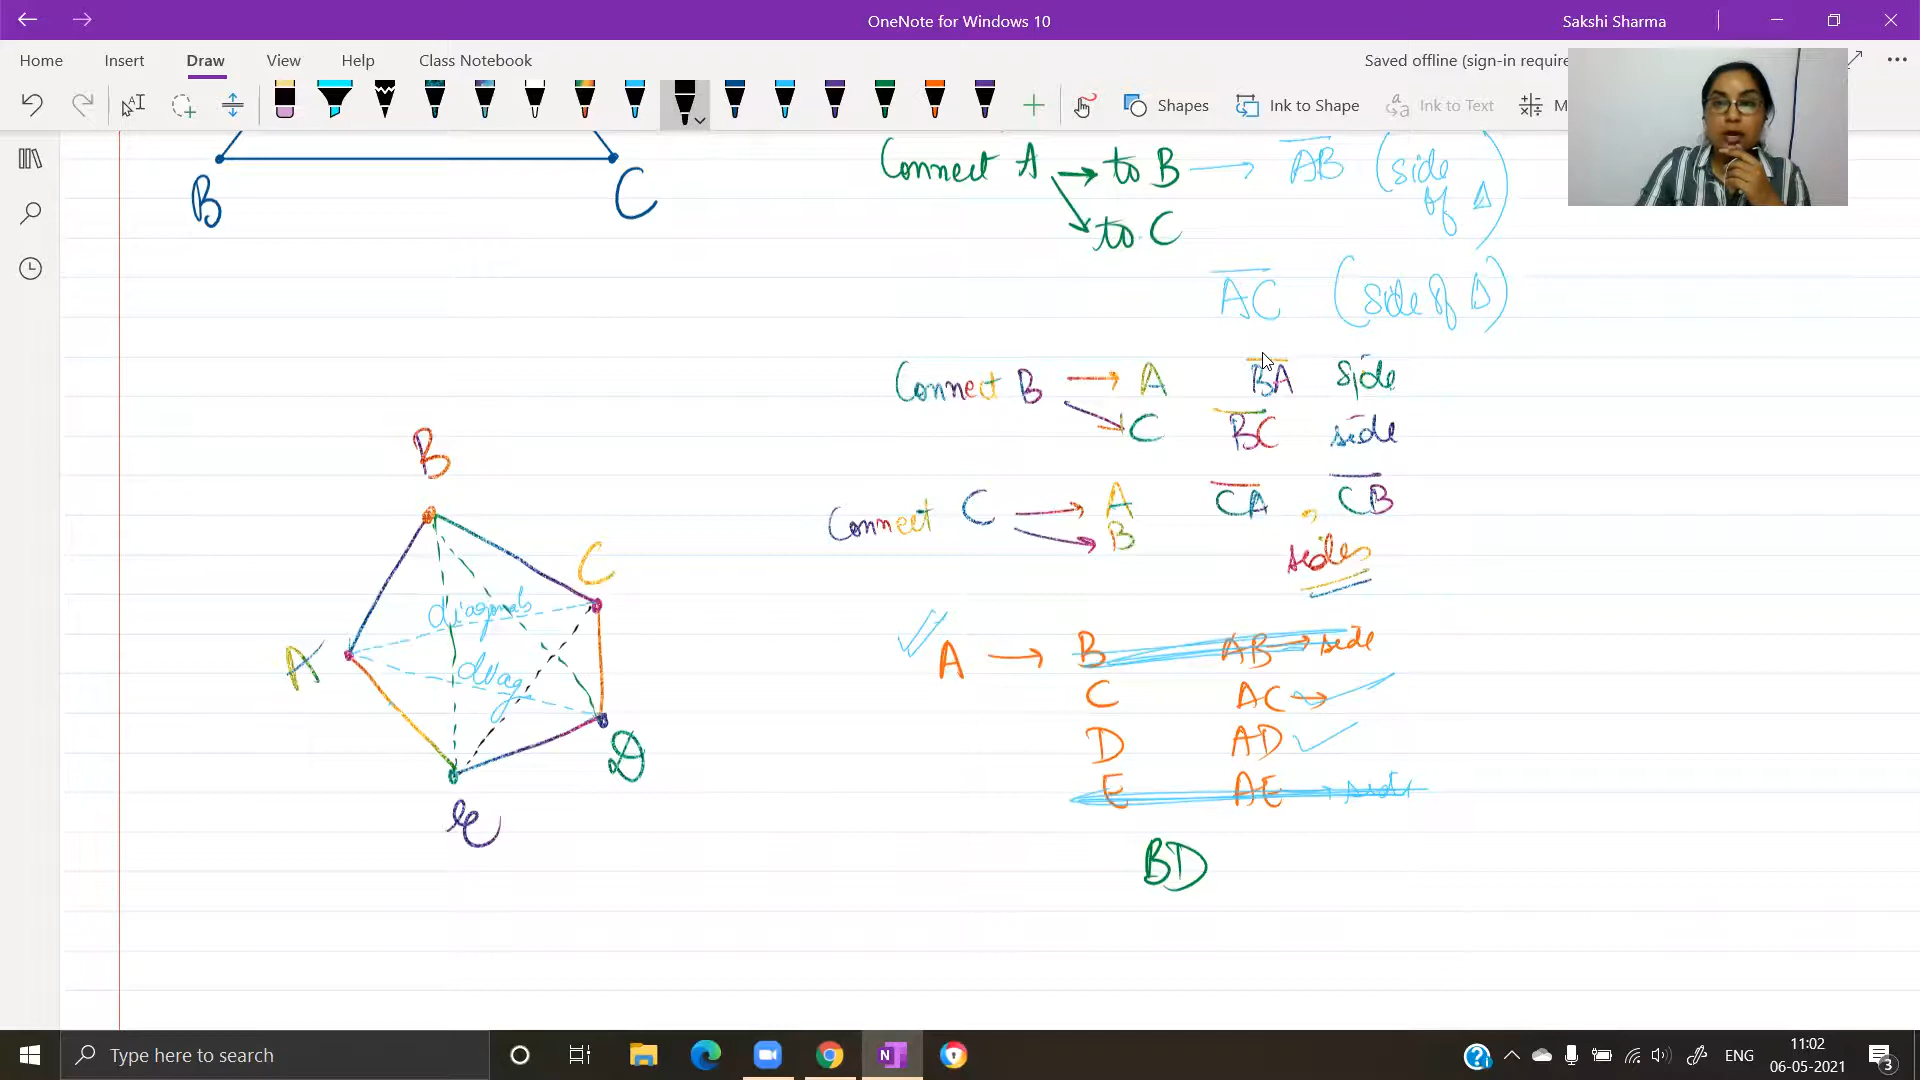 OneNote for Windows 10
Sakshi Sharma
Home Insert Draw View Help Class Notebook
Saved offline (sign-in require
Shapes Ink to Shape Ink to Text M
B
C
Connect A → to B → AB (side of Δ)
to C
AC (side of Δ)
Connect B → A BA side
C BC side
Connect C → A CA , CB
B
sides
B
C
A
D
E
diagonals
diag
A → B AB → side
C AC →
D AD
E AE → side
BD
Type here to search
ENG
11:02
06-05-2021
3